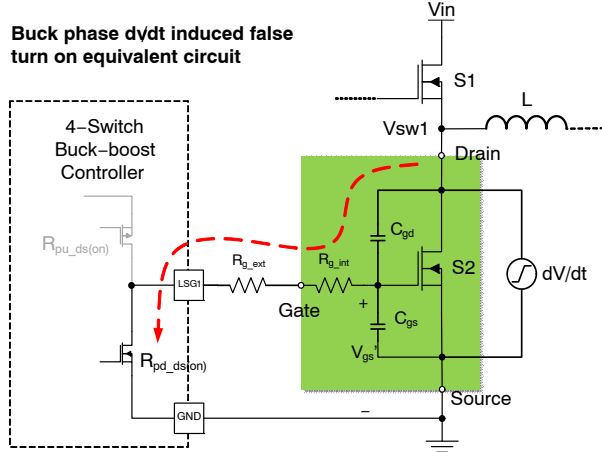 Buck phase dv/dt induced false
turn on equivalent circuit
Vin
S1
L
Vsw1
4−Switch
Buck−boost
Controller
Drain
Rpu_ds(on)
Cgd
Rg_ext
Rg_int
S2
dV/dt
LSG1
Gate
+
Cgs
Vgs'
Rpd_ds(on)
Source
GND
−